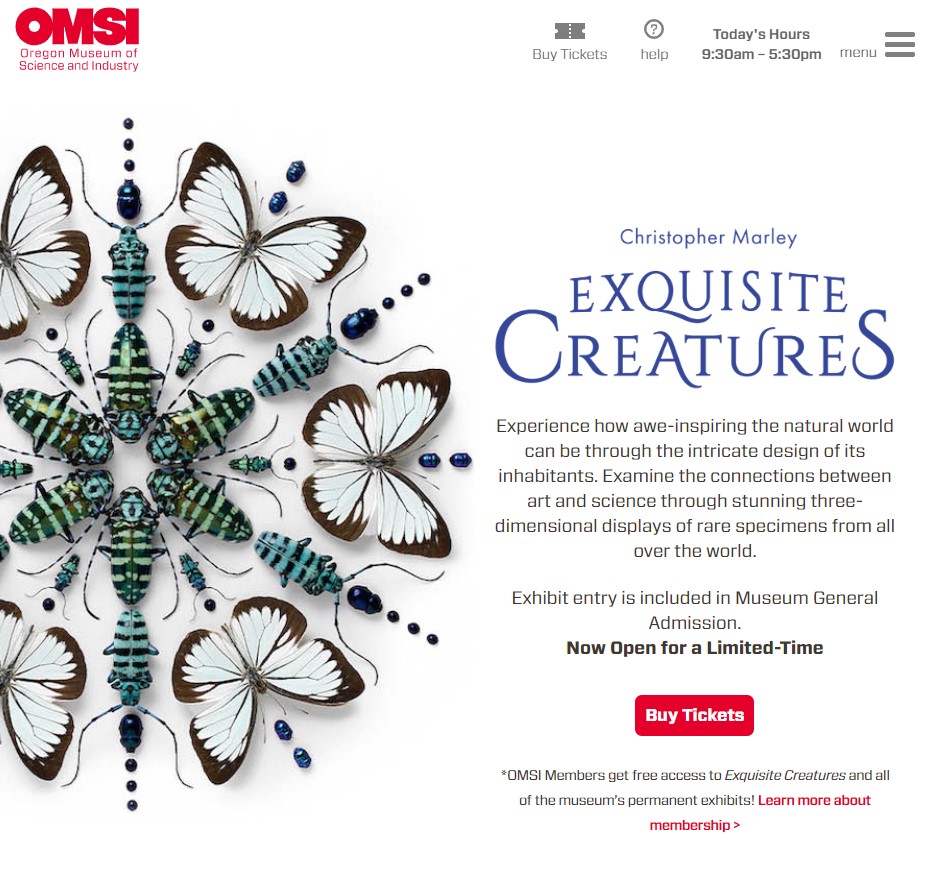 OMSI
Oregon Museum of
Science and Industry
Buy Tickets
help
Today's Hours
9:30am – 5:30pm
menu
Christopher Marley
EXQUISITE
CREATURES
Experience how awe-inspiring the natural world
can be through the intricate design of its
inhabitants. Examine the connections between
art and science through stunning three-
dimensional displays of rare specimens from all
over the world.
Exhibit entry is included in Museum General
Admission.
Now Open for a Limited-Time
Buy Tickets
*OMSI Members get free access to Exquisite Creatures and all
of the museum's permanent exhibits! Learn more about
membership >